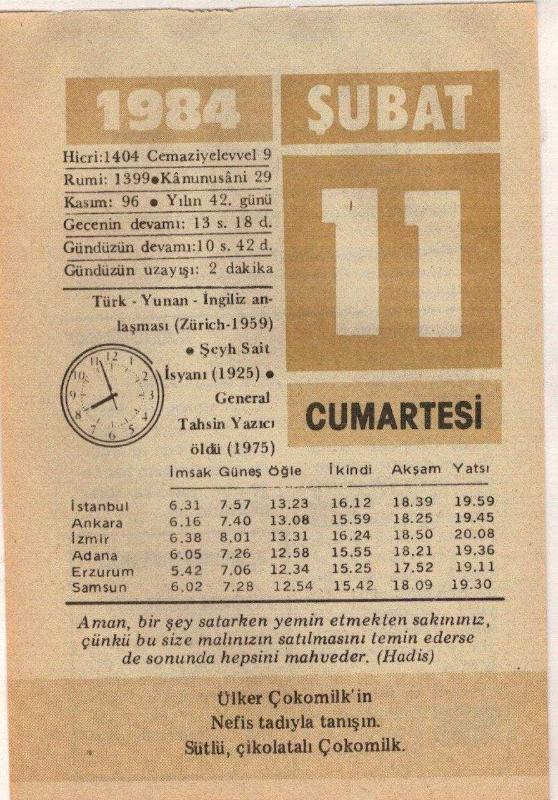 1984
ŞUBAT
Hicri:1404 Cemaziyelevvel 9
Rumi: 1399●Kânunusâni 29
Kasım: 96 ● Yılın 42. günü
Gecenin devamı: 13 s. 18 d.
Gündüzün devamı:10 s. 42 d.
Gündüzün uzayışı: 2 dakika
11
Türk - Yunan - İngiliz an-
laşması (Zürich-1959)
● Şeyh Sait
İsyanı (1925) ●
General
Tahsin Yazıcı
öldü (1975)
CUMARTESİ
İmsak Güneş Öğle İkindi Akşam Yatsı
İstanbul 6.31 7.57 13.23 16.12 18.39 19.59
Ankara 6.16 7.40 13.08 15.59 18.25 19.45
İzmir 6.38 8.01 13.31 16.24 18.50 20.08
Adana 6.05 7.26 12.58 15.55 18.21 19.36
Erzurum 5.42 7.06 12.34 15.25 17.52 19.11
Samsun 6.02 7.28 12.54 15.42 18.09 19.30
Aman, bir şey satarken yemin etmekten sakınınız,
çünkü bu size malınızın satılmasını temin ederse
de sonunda hepsini mahveder. (Hadis)
Ülker Çokomilk'in
Nefis tadıyla tanışın.
Sütlü, çikolatalı Çokomilk.